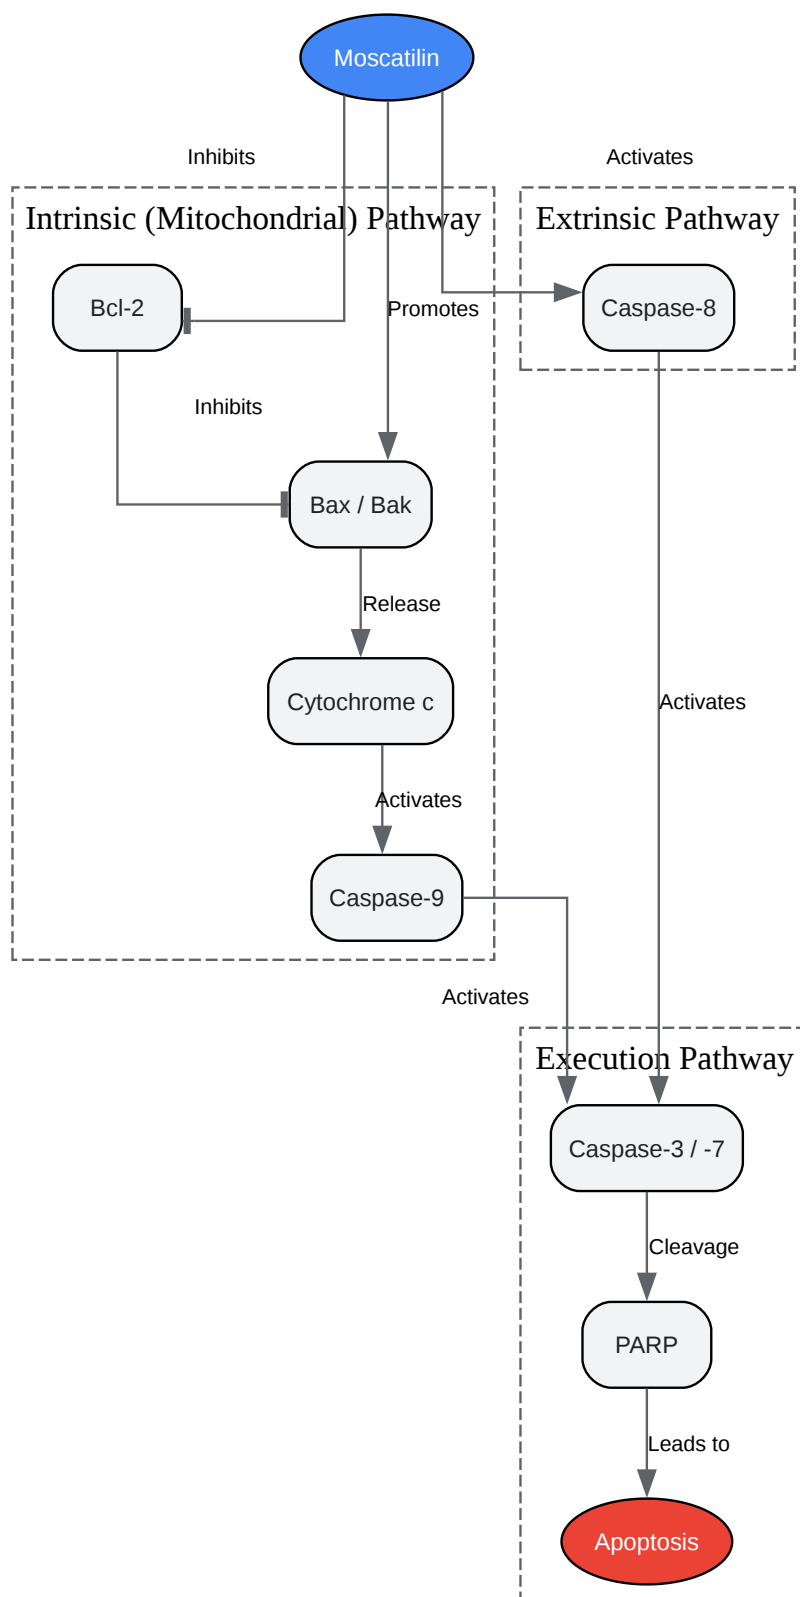 Moscatilin
Inhibits
Activates
Intrinsic (Mitochondrial) Pathway
Extrinsic Pathway
Bcl-2
Promotes
Caspase-8
Inhibits
Bax / Bak
Release
Cytochrome c
Activates
Activates
Caspase-9
Activates
Execution Pathway
Caspase-3 / -7
Cleavage
PARP
Leads to
Apoptosis